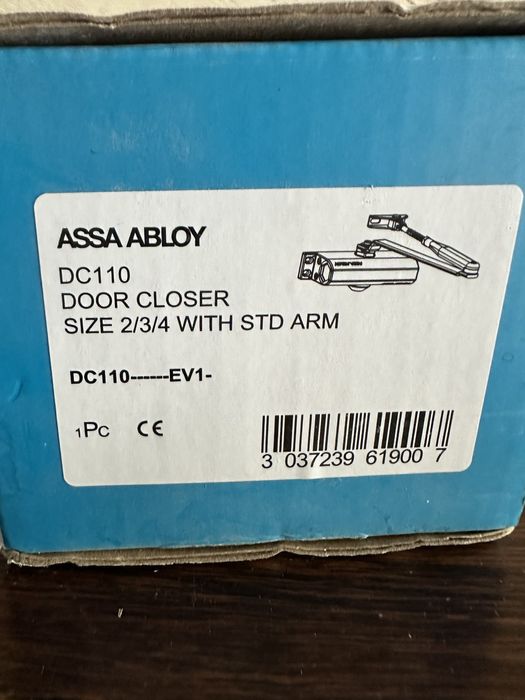 ASSA ABLOY
DC110
DOOR CLOSER
SIZE 2/3/4 WITH STD ARM
DC110------EV1-
1Pc CE
3 037239 61900 7